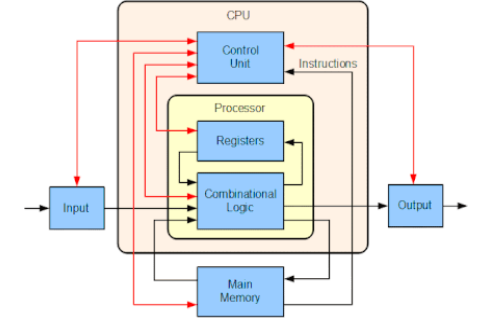 CPU
Control
Unit
Instructions
Processor
Registers
Combinational
Logic
Input
Output
Main
Memory